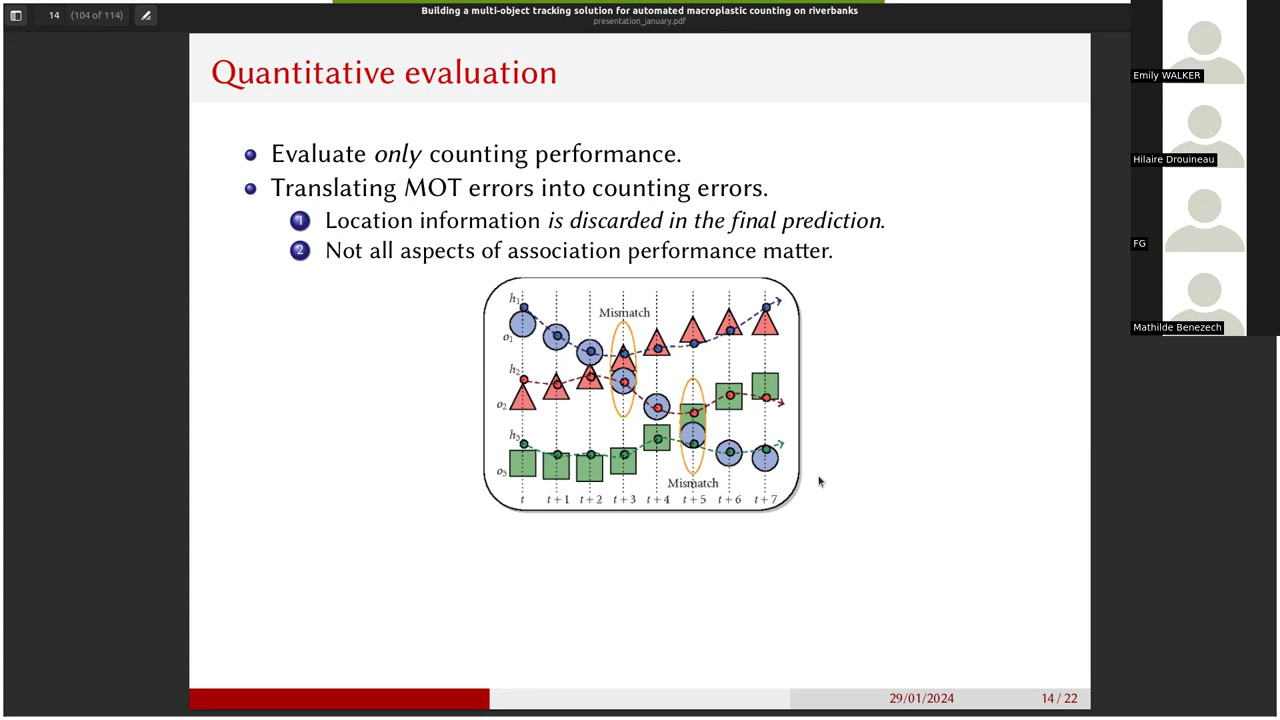 14 (104 of 114)
Building a multi-object tracking solution for automated macroplastic counting on riverbanks
presentation_january.pdf
Emily WALKER
Hilaire Drouineau
FG
Mathilde Benezech
Quantitative evaluation
Evaluate only counting performance.
Translating MOT errors into counting errors.
1 Location information is discarded in the final prediction.
2 Not all aspects of association performance matter.
h₁
Mismatch
o₁
h₂
o₂
h₃
o₃
Mismatch
t t+1 t+2 t+3 t+4 t+5 t+6 t+7
29/01/2024 14 / 22